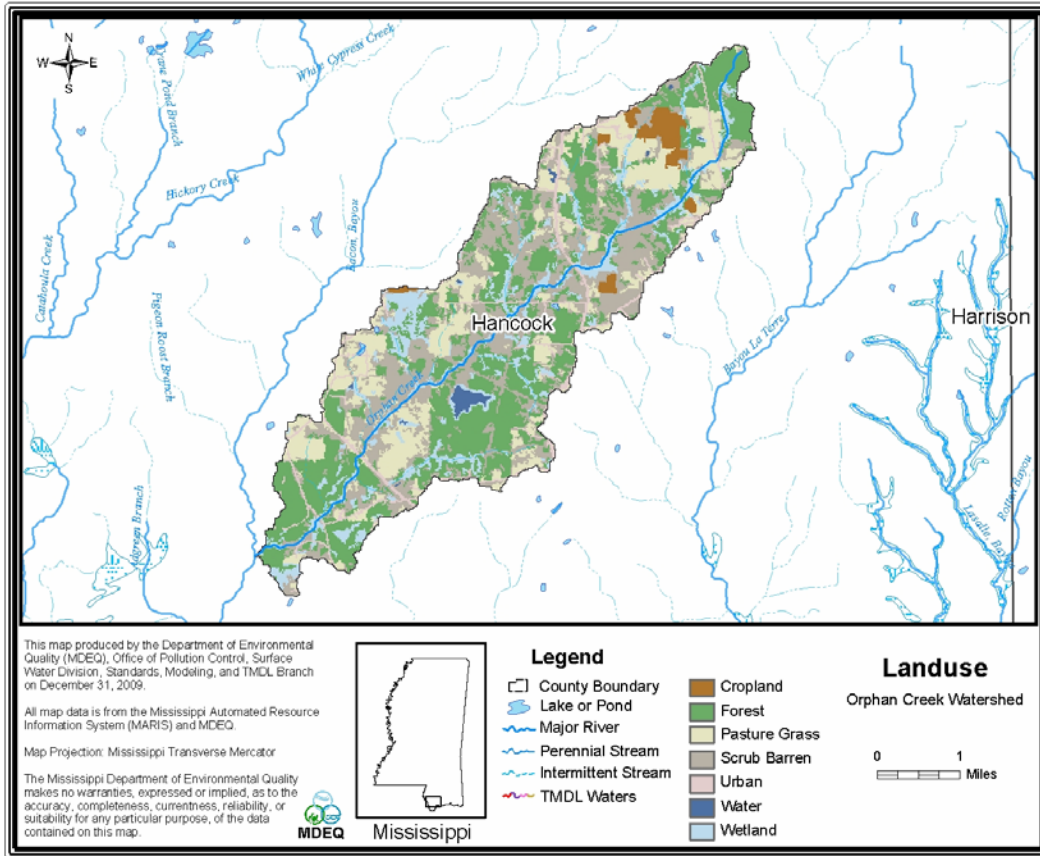 N
W E
S
Crane Pond Branch
White Cypress Creek
Hickory Creek
Catahoula Creek
Bacon, Bayou
Pigeon Roost Branch
Hancock
Orphan Creek
Bayou La Terre
Harrison
Rotten Bayou
Lasalle, Bayou
This map produced by the Department of Environmental
Quality (MDEQ), Office of Pollution Control, Surface
Water Division, Standards, Modeling, and TMDL Branch
on December 31, 2009.
All map data is from the Mississippi Automated Resource
Information System (MARIS) and MDEQ.
Map Projection: Mississippi Transverse Mercator
The Mississippi Department of Environmental Quality
makes no warranties, expressed or implied, as to the
accuracy, completeness, currentness, reliability, or
suitability for any particular purpose, of the data
contained on this map.
MDEQ
Mississippi
Legend
County Boundary
Lake or Pond
Major River
Perennial Stream
Intermittent Stream
TMDL Waters
Cropland
Forest
Pasture Grass
Scrub Barren
Urban
Water
Wetland
Landuse
Orphan Creek Watershed
0 1
Miles